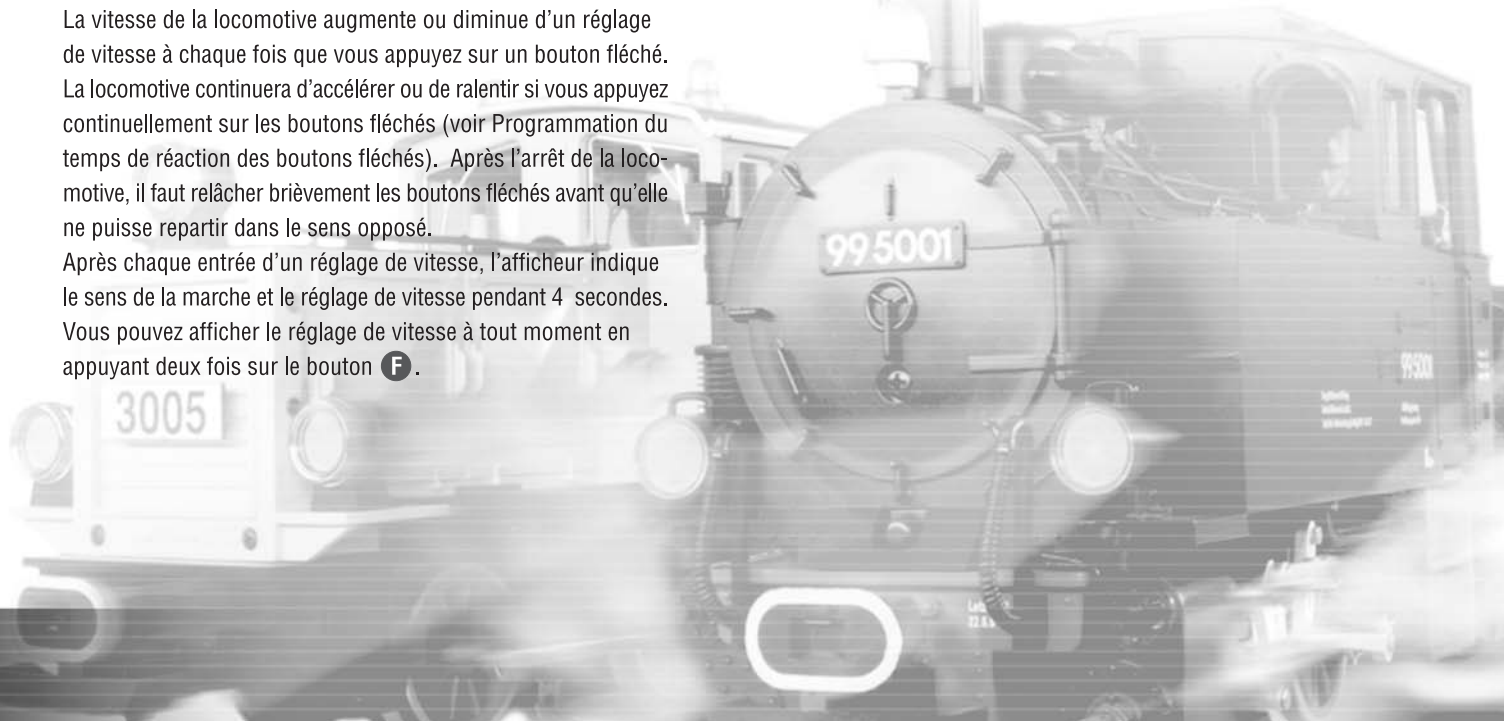 La vitesse de la locomotive augmente ou diminue d’un réglage
de vitesse à chaque fois que vous appuyez sur un bouton fléché.
La locomotive continuera d’accélérer ou de ralentir si vous appuyez
continuellement sur les boutons fléchés (voir Programmation du
temps de réaction des boutons fléchés). Après l’arrêt de la loco-
motive, il faut relâcher brièvement les boutons fléchés avant qu’elle
ne puisse repartir dans le sens opposé.
Après chaque entrée d’un réglage de vitesse, l’afficheur indique
le sens de la marche et le réglage de vitesse pendant 4 secondes.
Vous pouvez afficher le réglage de vitesse à tout moment en
appuyant deux fois sur le bouton F.
99 5001
99 5001
3005